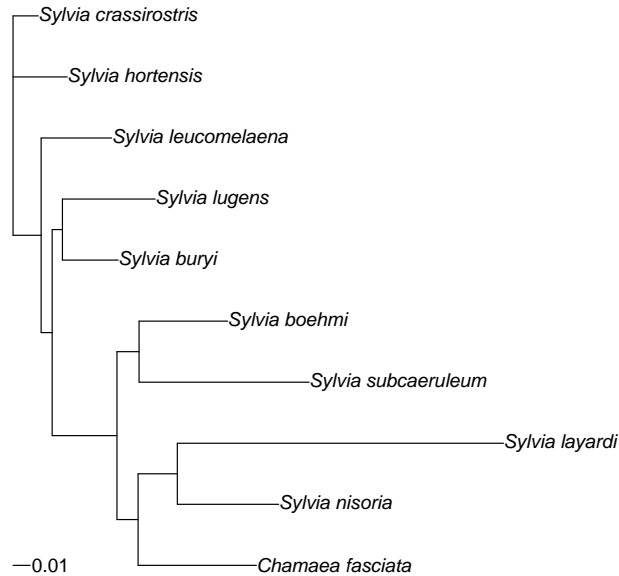 Sylvia crassirostris
Sylvia hortensis
Sylvia leucomelaena
Sylvia lugens
Sylvia buryi
Sylvia boehmi
Sylvia subcaeruleum
Sylvia layardi
Sylvia nisoria
Chamaea fasciata
0.01